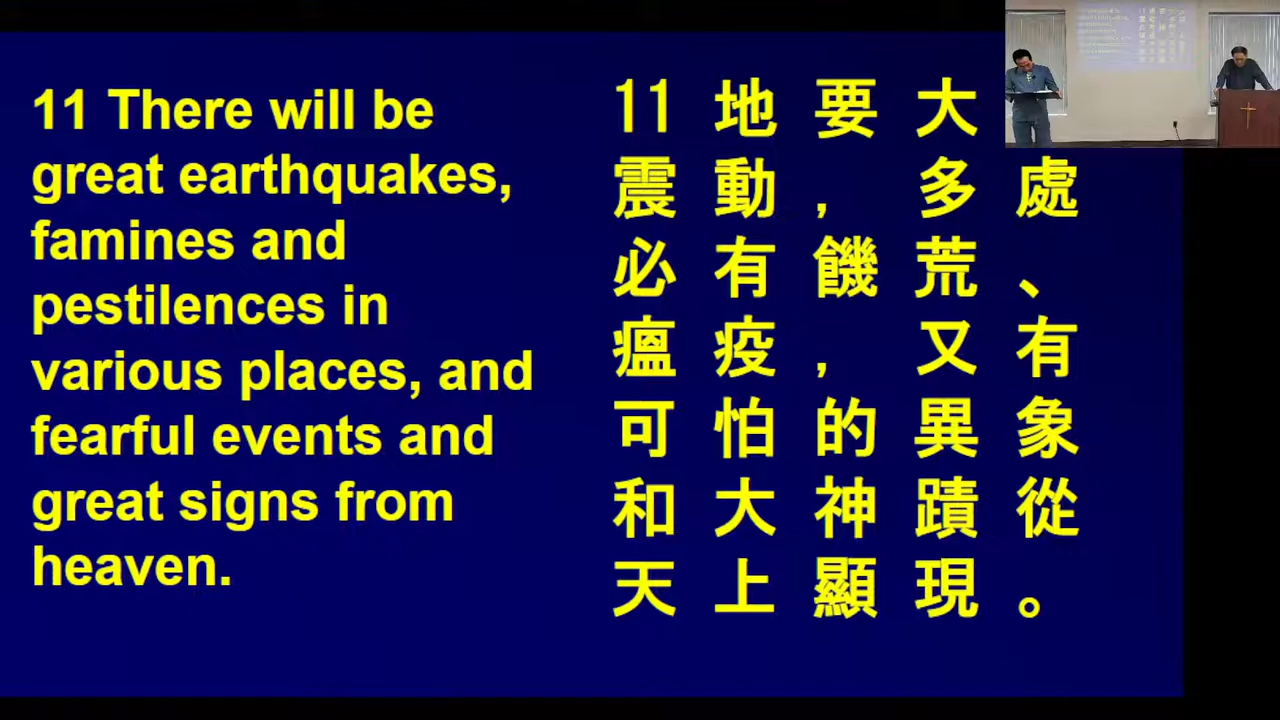 11 There will be
great earthquakes,
famines and
pestilences in
various places, and
fearful events and
great signs from
heaven.
11 地要大
震動，多處
必有饑荒、
瘟疫，又有
可怕的異象
和大神蹟從
天上顯現。